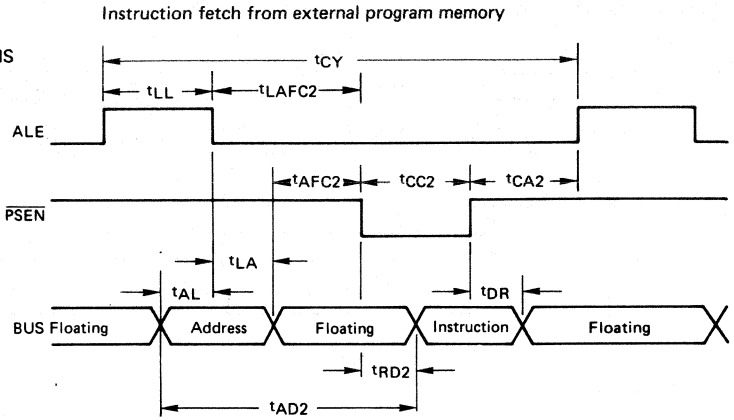 Instruction fetch from external program memory
IS
tCY
tLL
tLAFC2
ALE
tAFC2
tCC2
tCA2
PSEN
tLA
tAL
tDR
BUS Floating
Address
Floating
Instruction
Floating
tRD2
tAD2